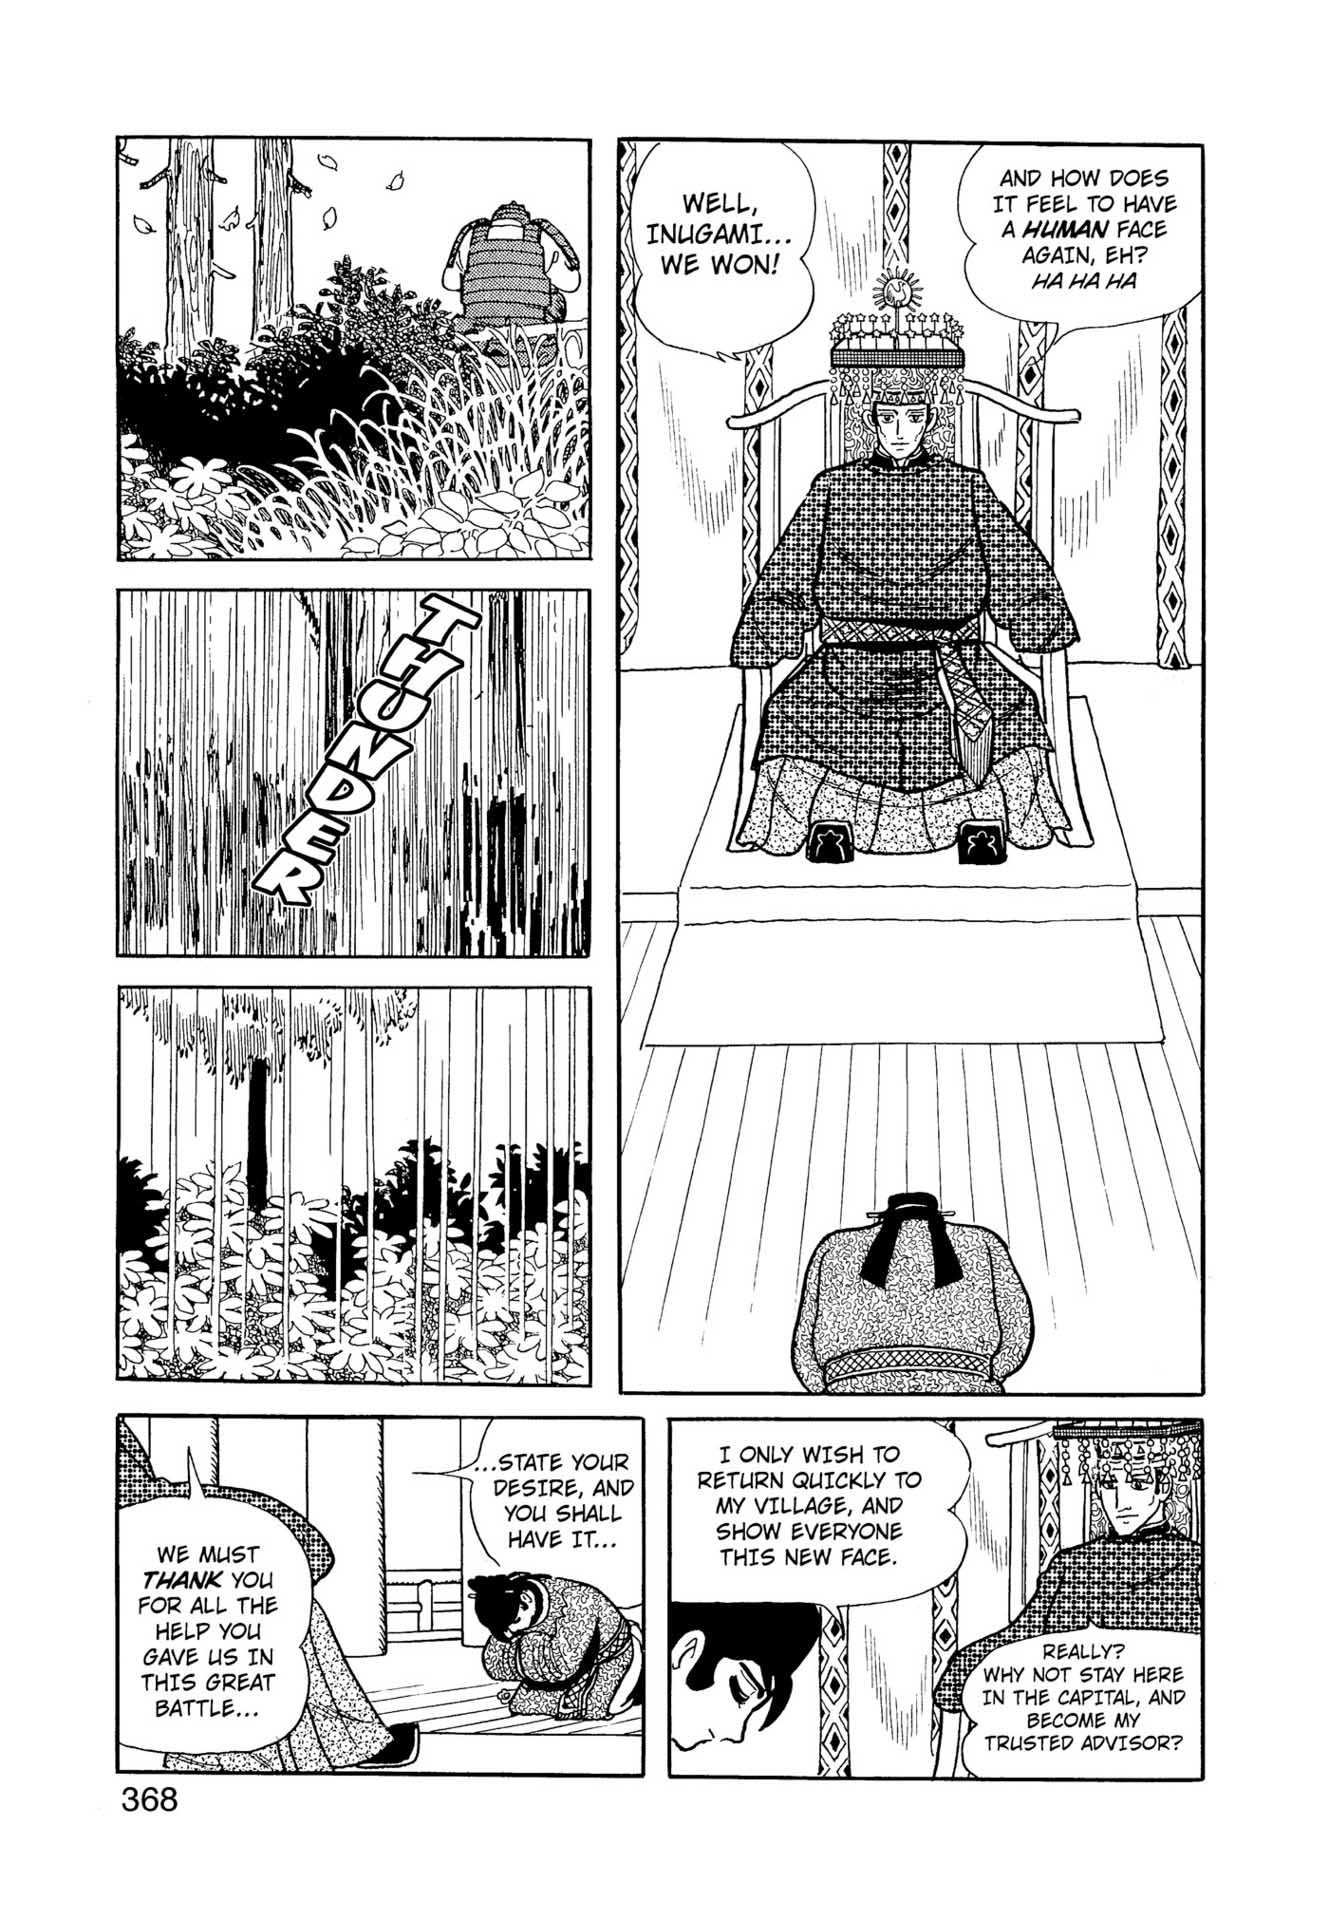 THUNDER
WELL,
INUGAMI...
WE WON!
AND HOW DOES
IT FEEL TO HAVE
A HUMAN FACE
AGAIN, EH?
HA HA HA
WE MUST
THANK YOU
FOR ALL THE
HELP YOU
GAVE US IN
THIS GREAT
BATTLE...
...STATE YOUR
DESIRE, AND
YOU SHALL
HAVE IT...
I ONLY WISH TO
RETURN QUICKLY TO
MY VILLAGE, AND
SHOW EVERYONE
THIS NEW FACE.
REALLY?
WHY NOT STAY HERE
IN THE CAPITAL, AND
BECOME MY
TRUSTED ADVISOR?
368